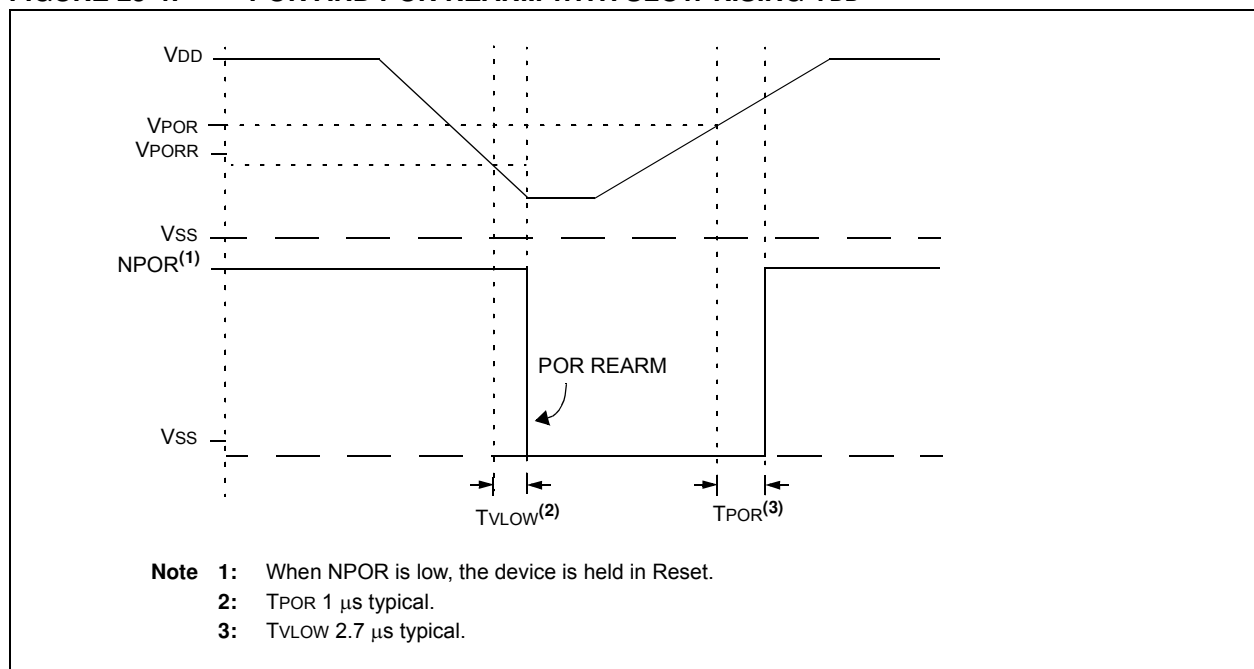 VDD
VPOR
VPORR
VSS
NPOR(1)
POR REARM
VSS
TVLOW(2)
TPOR(3)
Note 1: When NPOR is low, the device is held in Reset.
2: TPOR 1 μs typical.
3: TVLOW 2.7 μs typical.